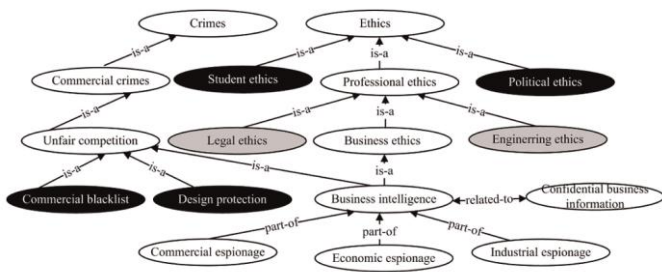 Crimes
Ethics
is-a
is-a
is-a
is-a
Commercial crimes
Student ethics
Professional ethics
Political ethics
is-a
is-a
is-a
is-a
Unfair competition
Legal ethics
Business ethics
Enginerring ethics
is-a
is-a
is-a
is-a
Commercial blacklist
Design protection
Business intelligence
related-to
Confidential business
information
part-of
part-of
part-of
Commercial espionage
Economic espionage
Industrial espionage